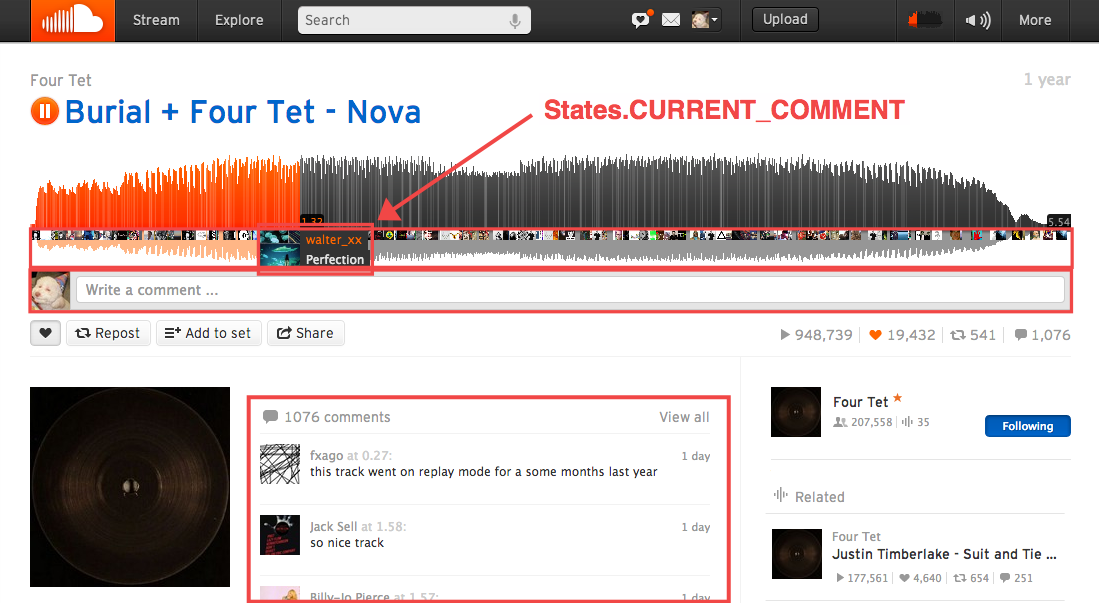 Stream Explore Search Upload More
Four Tet 1 year
Burial + Four Tet - Nova
States.CURRENT_COMMENT
1.32 5.54
walter_xx
Perfection
Write a comment ...
Repost Add to set Share 948,739 19,432 541 1,076
1076 comments View all
fxago at 0.27: 1 day
this track went on replay mode for a some months last year
Jack Sell at 1.58: 1 day
so nice track
Billy-Jo Pierce at 1.57: 1 day
Four Tet
207,558 35
Following
Related
Four Tet
Justin Timberlake - Suit and Tie ...
177,561 4,640 654 251